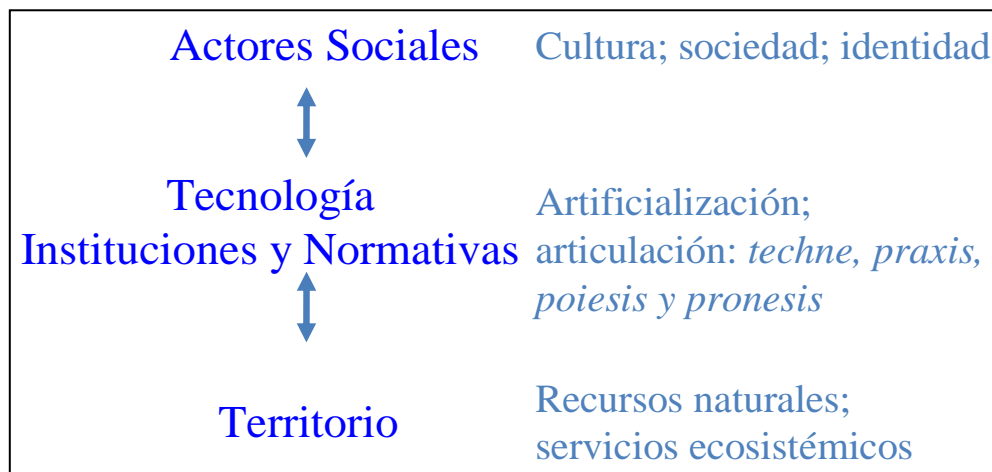 Actores Sociales
Cultura; sociedad; identidad
Tecnología
Instituciones y Normativas
Artificialización;
articulación: techne, praxis,
poiesis y pronesis
Territorio
Recursos naturales;
servicios ecosistémicos